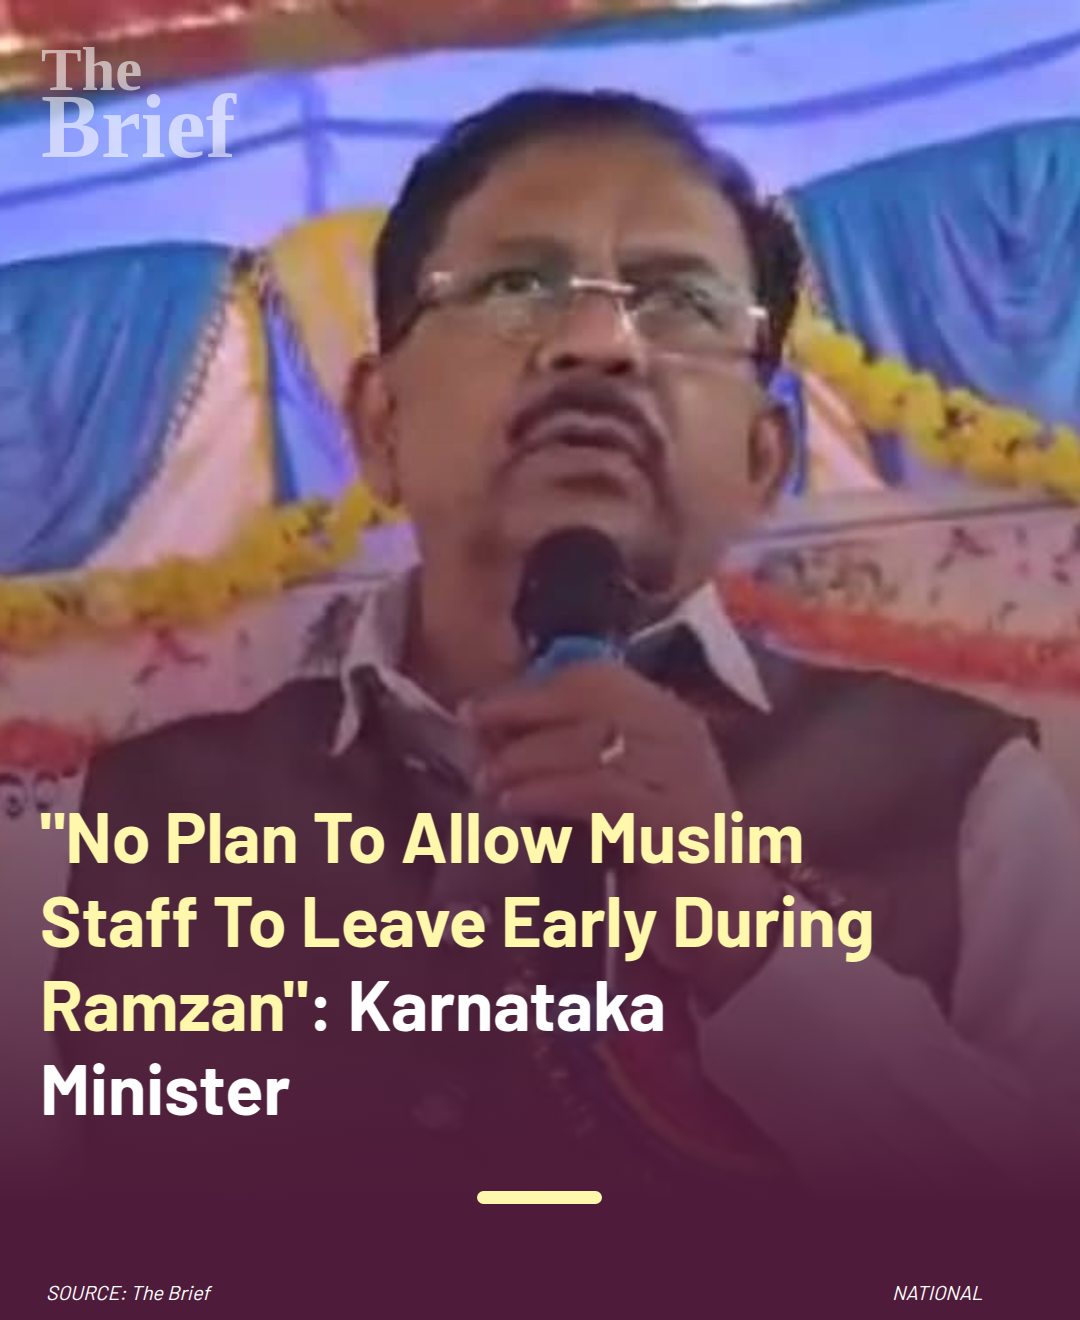 The
Brief
"No Plan To Allow Muslim
Staff To Leave Early During
Ramzan": Karnataka
Minister
SOURCE: The Brief
NATIONAL